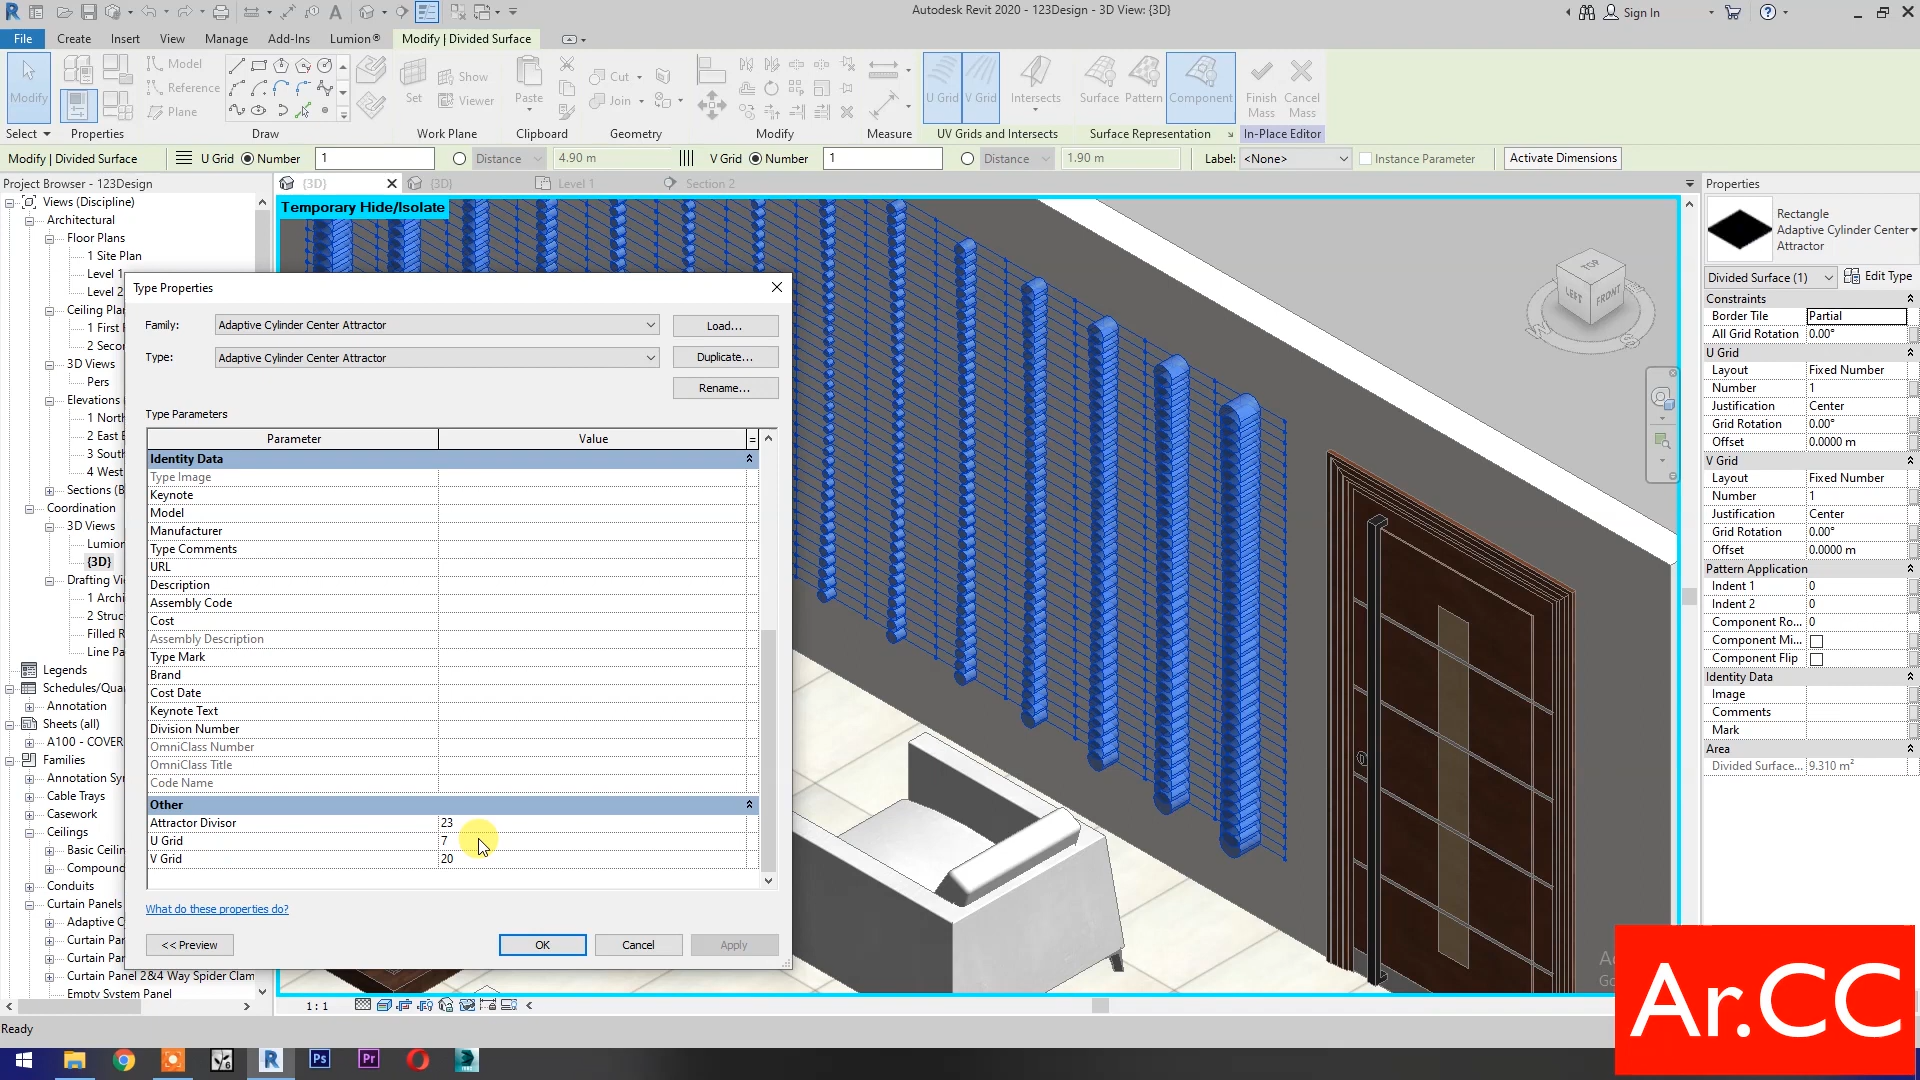 Autodesk Revit 2020 - 123Design - 3D View: {3D}
Sign In
File Create Insert View Manage Add-Ins Lumion® Modify | Divided Surface
Modify
Model
Reference
Plane
Set
Show
Viewer
Paste
Cut
Join
U Grid V Grid
Intersects
Surface Pattern Component
Finish Mass
Cancel Mass
Select Properties Draw Work Plane Clipboard Geometry Modify Measure UV Grids and Intersects Surface Representation In-Place Editor
Modify | Divided Surface U Grid Number 1 Distance 4.90 m V Grid Number 1 Distance 1.90 m Label: <None> Instance Parameter Activate Dimensions
Project Browser - 123Design
{3D} {3D} Level 1 Section 2
Temporary Hide/Isolate
Views (Discipline)
Architectural
Floor Plans
1 Site Plan
Level 1
Level 2
Ceiling Pla
1 First
2 Secon
3D Views
Pers
Elevations (
1 North
2 East E
3 South
4 West
Sections (B
Coordination
3D Views
Lumion
{3D}
Drafting Vi
1 Archi
2 Struc
Filled R
Line Pa
Legends
Schedules/Qua
Annotation
Sheets (all)
A100 - COVER
Families
Annotation Syn
Cable Trays
Casework
Ceilings
Basic Ceilin
Compound
Conduits
Curtain Panels
Adaptive C
Curtain Par
Curtain Par
Curtain Panel 2&4 Way Spider Clam
Empty System Panel
Type Properties
Family: Adaptive Cylinder Center Attractor Load...
Type: Adaptive Cylinder Center Attractor Duplicate...
Rename...
Type Parameters
Parameter Value =
Identity Data
Type Image
Keynote
Model
Manufacturer
Type Comments
URL
Description
Assembly Code
Cost
Assembly Description
Type Mark
Brand
Cost Date
Keynote Text
Division Number
OmniClass Number
OmniClass Title
Code Name
Other
Attractor Divisor 23
U Grid 7
V Grid 20
What do these properties do?
<< Preview OK Cancel Apply
TOP
LEFT FRONT
W S
Properties
Rectangle
Adaptive Cylinder Center
Attractor
Divided Surface (1) Edit Type
Constraints
Border Tile Partial
All Grid Rotation 0.00°
U Grid
Layout Fixed Number
Number 1
Justification Center
Grid Rotation 0.00°
Offset 0.0000 m
V Grid
Layout Fixed Number
Number 1
Justification Center
Grid Rotation 0.00°
Offset 0.0000 m
Pattern Application
Indent 1 0
Indent 2 0
Component Ro... 0
Component Mi...
Component Flip
Identity Data
Image
Comments
Mark
Area
Divided Surface... 9.310 m²
1 : 1
Ready
Ar.CC